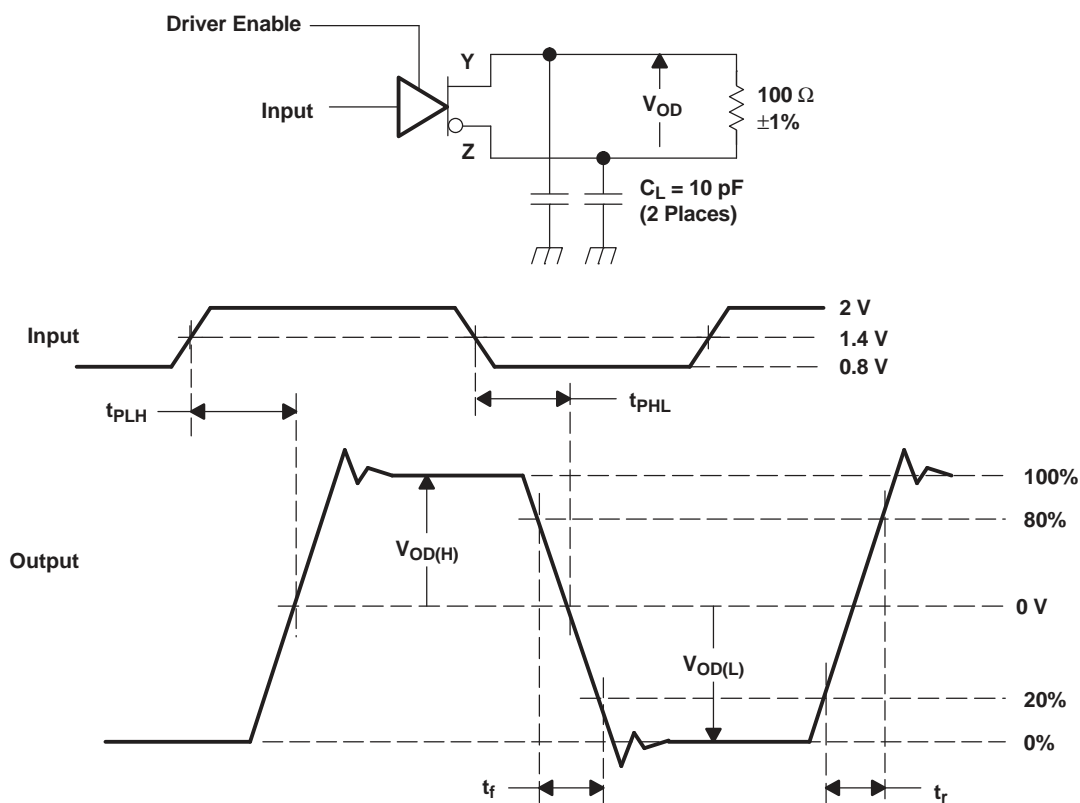 Driver Enable
Input
Y
Z
V_OD
100 Ω
±1%
C_L = 10 pF
(2 Places)
Input
2 V
1.4 V
0.8 V
t_PLH
t_PHL
Output
V_OD(H)
V_OD(L)
100%
80%
0 V
20%
0%
t_f
t_r